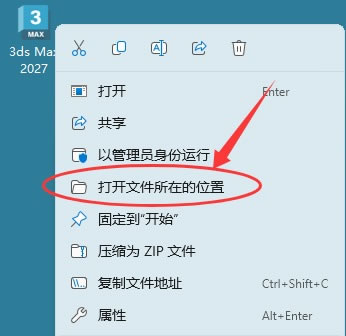 3
MAX
3ds Max
2027
打开 Enter
共享
以管理员身份运行
打开文件所在的位置
固定到"开始"
压缩为 ZIP 文件
复制文件地址 Ctrl+Shift+C
属性 Alt+Enter